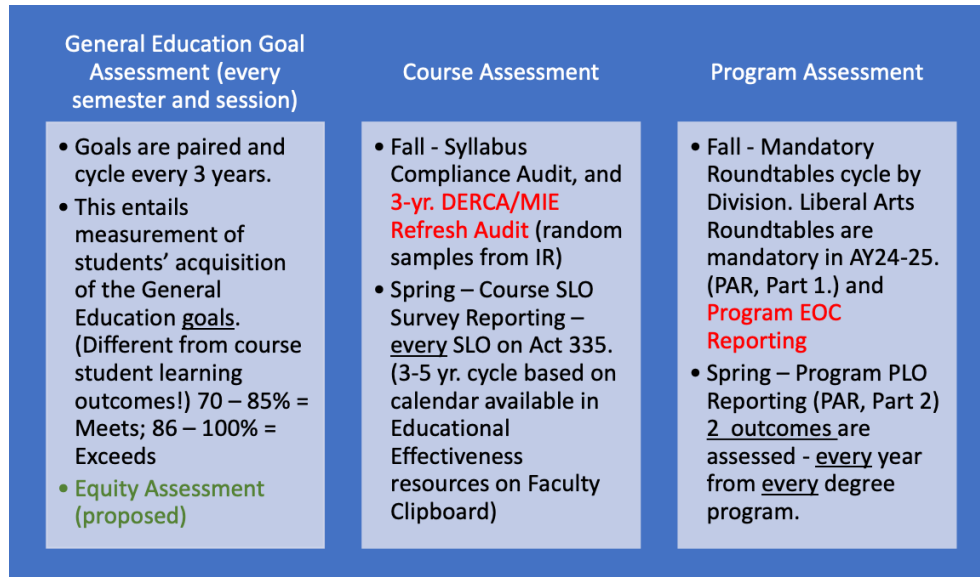 General Education Goal
Assessment (every
semester and session)
• Goals are paired and
cycle every 3 years.
• This entails
measurement of
students’ acquisition
of the General
Education goals.
(Different from course
student learning
outcomes!) 70 – 85% =
Meets; 86 – 100% =
Exceeds
• Equity Assessment
(proposed)
Course Assessment
• Fall - Syllabus
Compliance Audit, and
3-yr. DERCA/MIE
Refresh Audit (random
samples from IR)
• Spring – Course SLO
Survey Reporting –
every SLO on Act 335.
(3-5 yr. cycle based on
calendar available in
Educational
Effectiveness
resources on Faculty
Clipboard)
Program Assessment
• Fall - Mandatory
Roundtables cycle by
Division. Liberal Arts
Roundtables are
mandatory in AY24-25.
(PAR, Part 1.) and
Program EOC
Reporting
• Spring – Program PLO
Reporting (PAR, Part 2)
2 outcomes are
assessed - every year
from every degree
program.